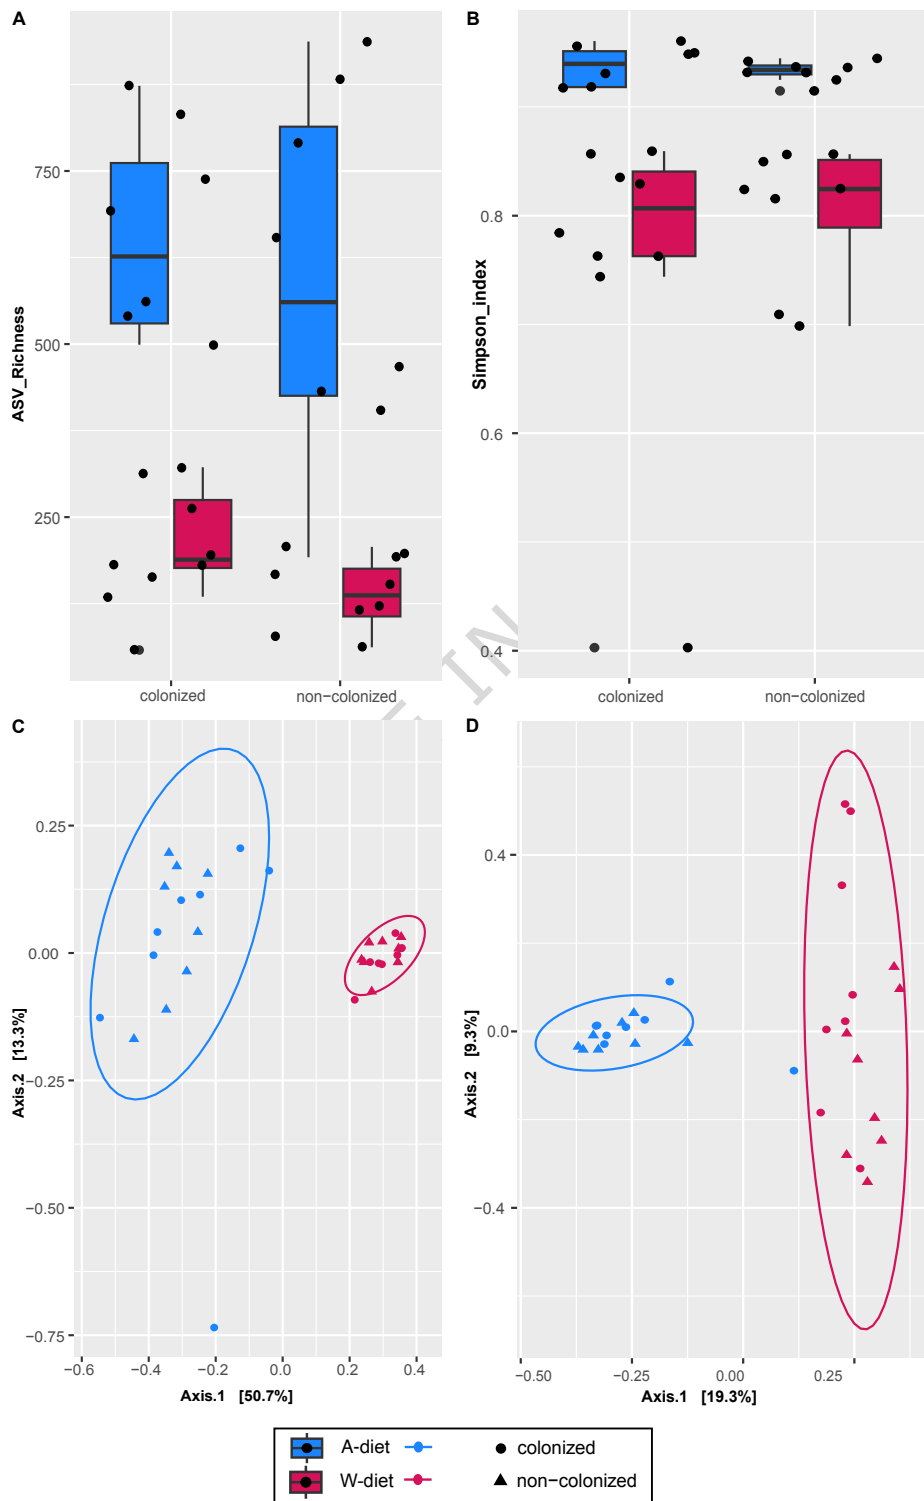 A
B
750
500
250
ASV_Richness
colonized
non-colonized
0.8
0.6
0.4
Simpson_index
colonized
non-colonized
E IN
C
D
0.25
0.00
−0.25
−0.50
−0.75
Axis.2 [13.3%]
−0.6
−0.4
−0.2
0.0
0.2
0.4
Axis.1 [50.7%]
0.4
0.0
−0.4
Axis.2 [9.3%]
−0.50
−0.25
0.00
0.25
Axis.1 [19.3%]
A-diet
colonized
W-diet
non−colonized